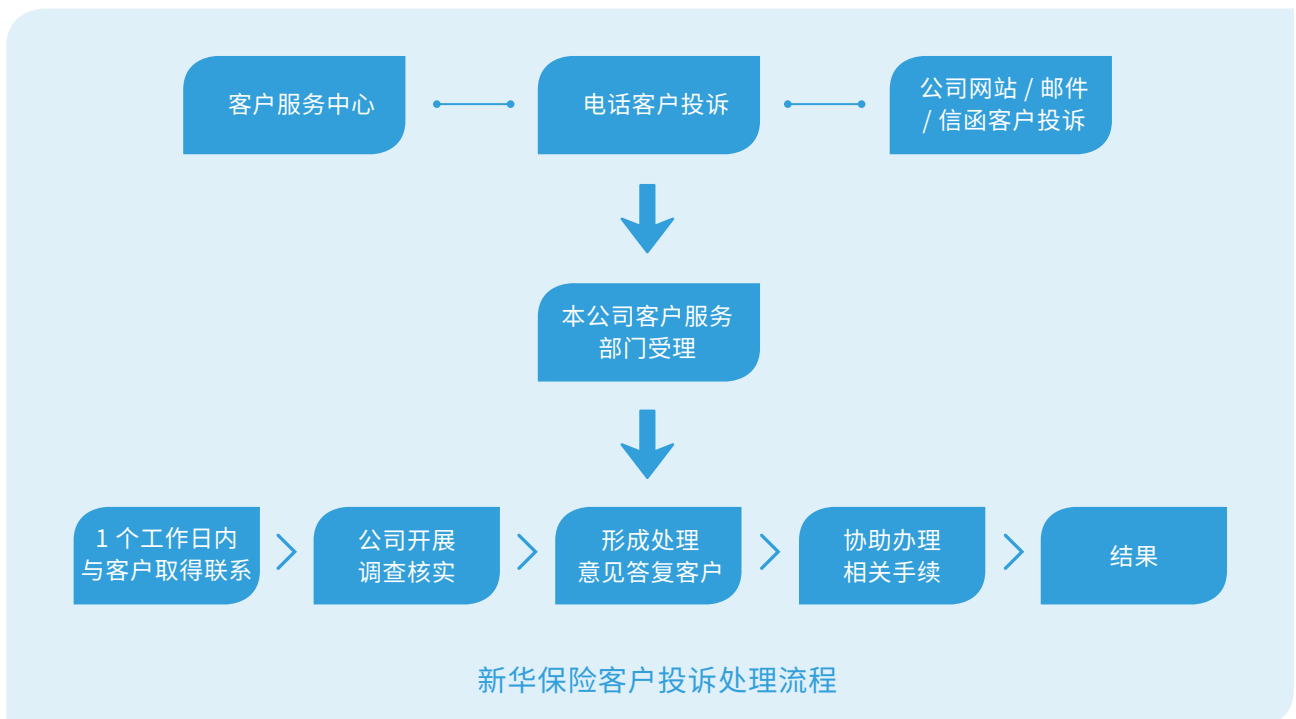 客户服务中心
电话客户投诉
公司网站 / 邮件
/ 信函客户投诉
本公司客户服务
部门受理
1 个工作日内
与客户取得联系
公司开展
调查核实
形成处理
意见答复客户
协助办理
相关手续
结果
新华保险客户投诉处理流程